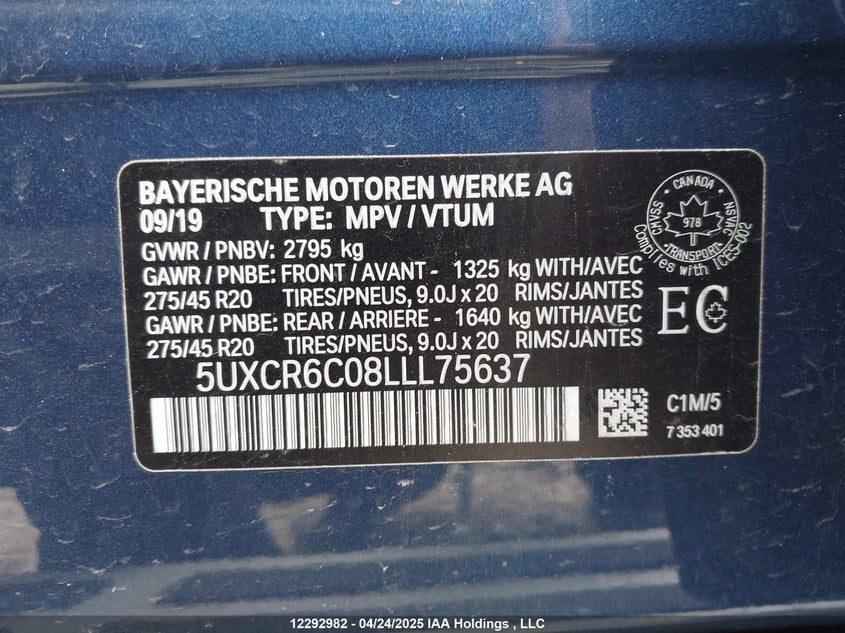 BAYERISCHE MOTOREN WERKE AG
09/19 TYPE: MPV / VTUM
GVWR / PNBV: 2795 kg
GAWR / PNBE: FRONT / AVANT - 1325 kg WITH/AVEC
275/45 R20 TIRES/PNEUS, 9.0J x 20 RIMS/JANTES
GAWR / PNBE: REAR / ARRIERE - 1640 kg WITH/AVEC
275/45 R20 TIRES/PNEUS, 9.0J x 20 RIMS/JANTES
5UXCR6C08LLL75637
CANADA
CMVSS
978
NSVAC
TRANSPORT
Complies with ICES-002
EC
C1M/5
7 353 401
12292982 - 04/24/2025 IAA Holdings , LLC